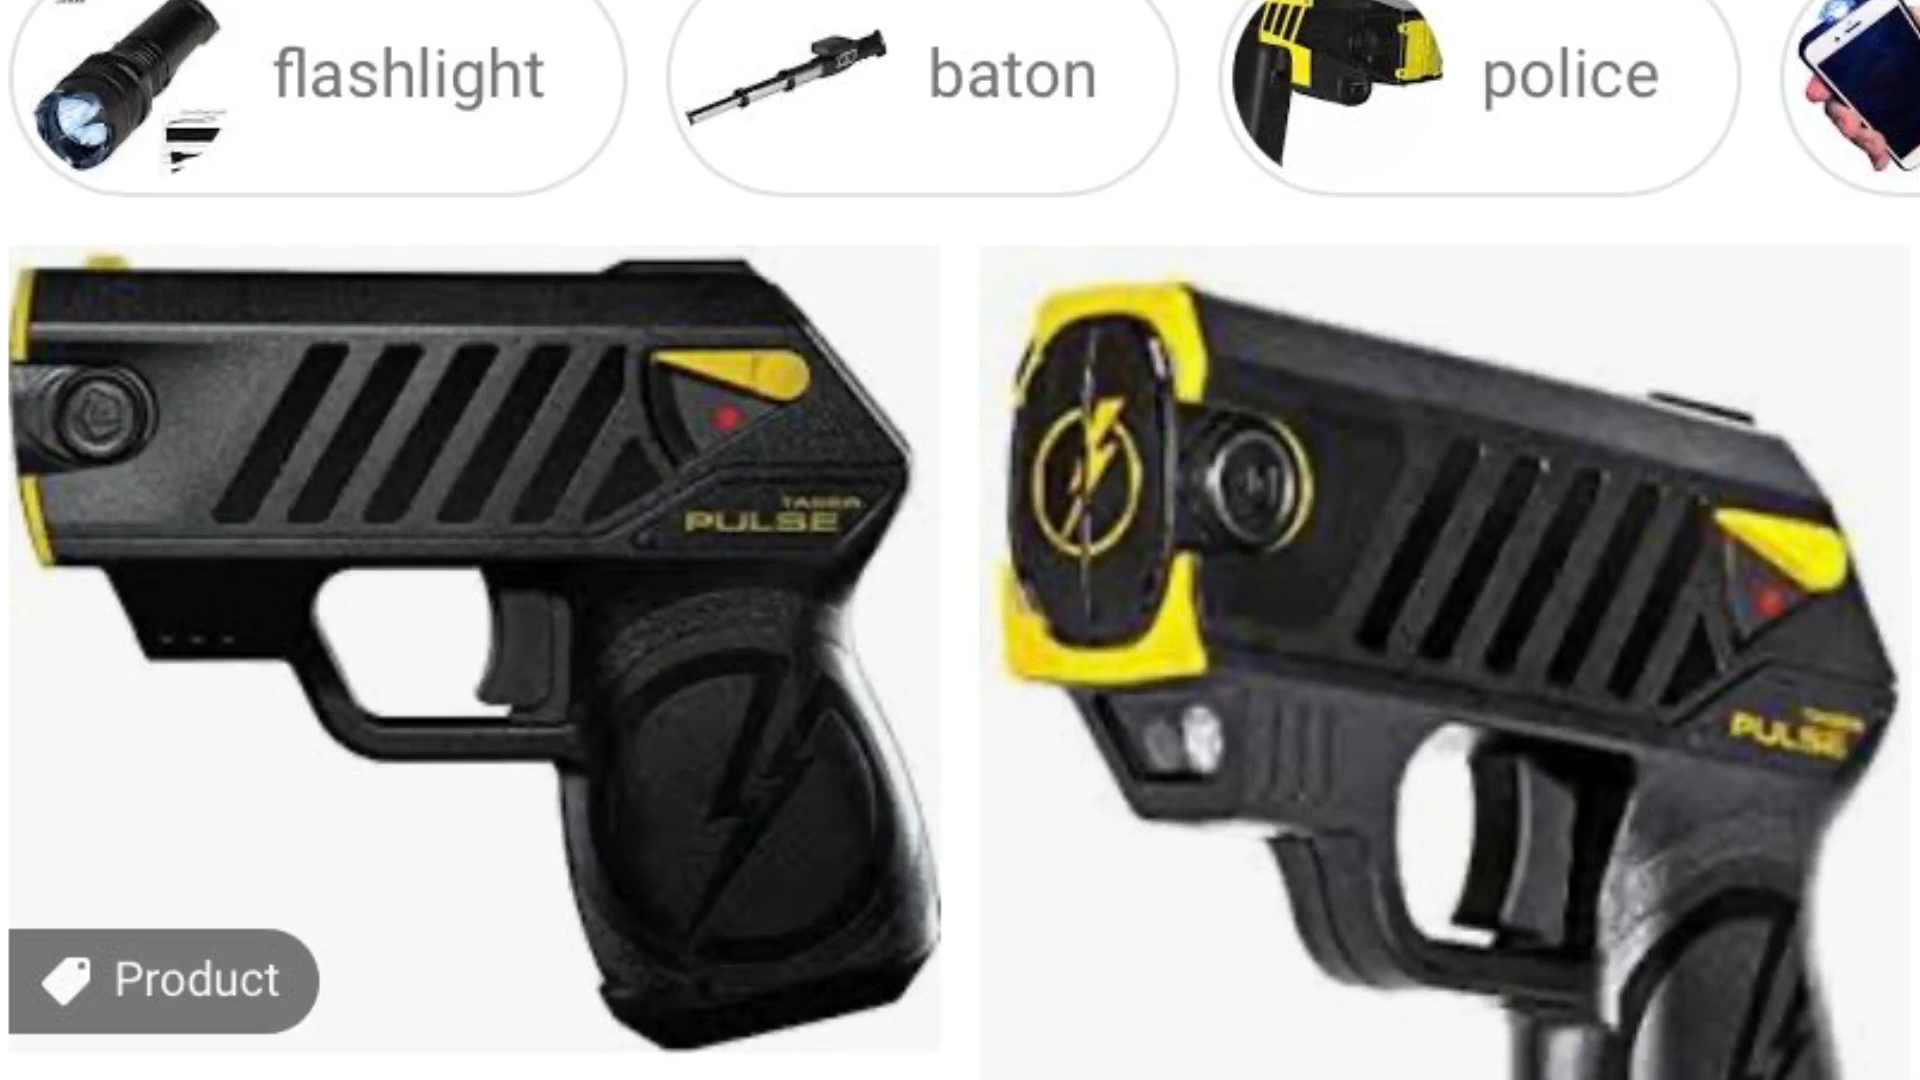 flashlight
baton
police
TASER
PULSE
PULSE
Product